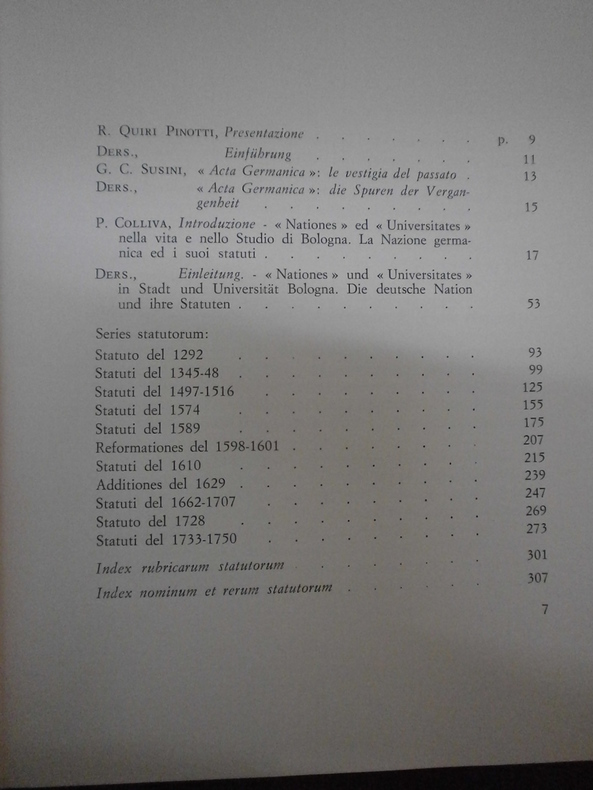 R. QUIRI PINOTTI, Presentazione . . . . . . . p. 9
DERS., Einführung . . . . . . 11
G. C. SUSINI, « Acta Germanica »: le vestigia del passato . 13
DERS., « Acta Germanica »: die Spuren der Vergan-
genheit . . . . . . . . 15
P. COLLIVA, Introduzione - « Nationes » ed « Universitates »
nella vita e nello Studio di Bologna. La Nazione germa-
nica ed i suoi statuti . . . . . . . . . 17
DERS., Einleitung. - « Nationes » und « Universitates »
in Stadt und Universität Bologna. Die deutsche Nation
und ihre Statuten . . . . . . . . . . 53
Series statutorum:
Statuto del 1292 . . . . . . . . . . 93
Statuti del 1345-48 . . . . . . . . . . 99
Statuti del 1497-1516 . . . . . . . . . 125
Statuti del 1574 . . . . . . . . . . 155
Statuti del 1589 . . . . . . . . . . 175
Reformationes del 1598-1601 . . . . . . . . 207
Statuti del 1610 . . . . . . . . . . 215
Additiones del 1629 . . . . . . . . . . 239
Statuti del 1662-1707 . . . . . . . . . 247
Statuto del 1728 . . . . . . . . . . 269
Statuti del 1733-1750 . . . . . . . . . 273
Index rubricarum statutorum . . . . . . . 301
Index nominum et rerum statutorum . . . . . . 307
7